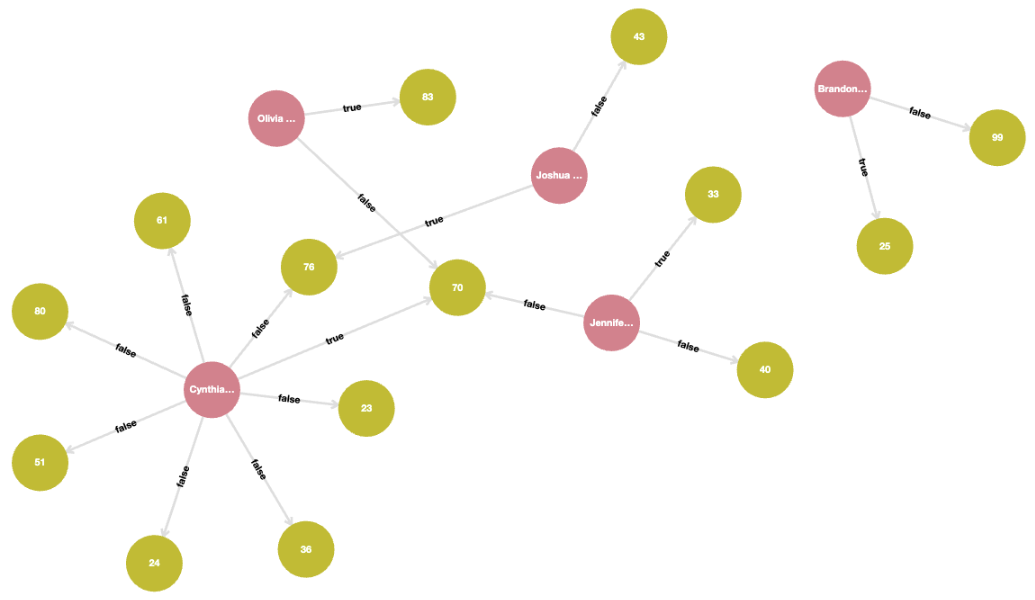 43
Brandon...
83
true
false
Olivia ...
false
99
true
Joshua ...
33
false
61
true
76
true
25
70
false
80
false
false
false
true
Jennife...
false
false
40
Cynthia...
false
23
false
51
false
false
24
36